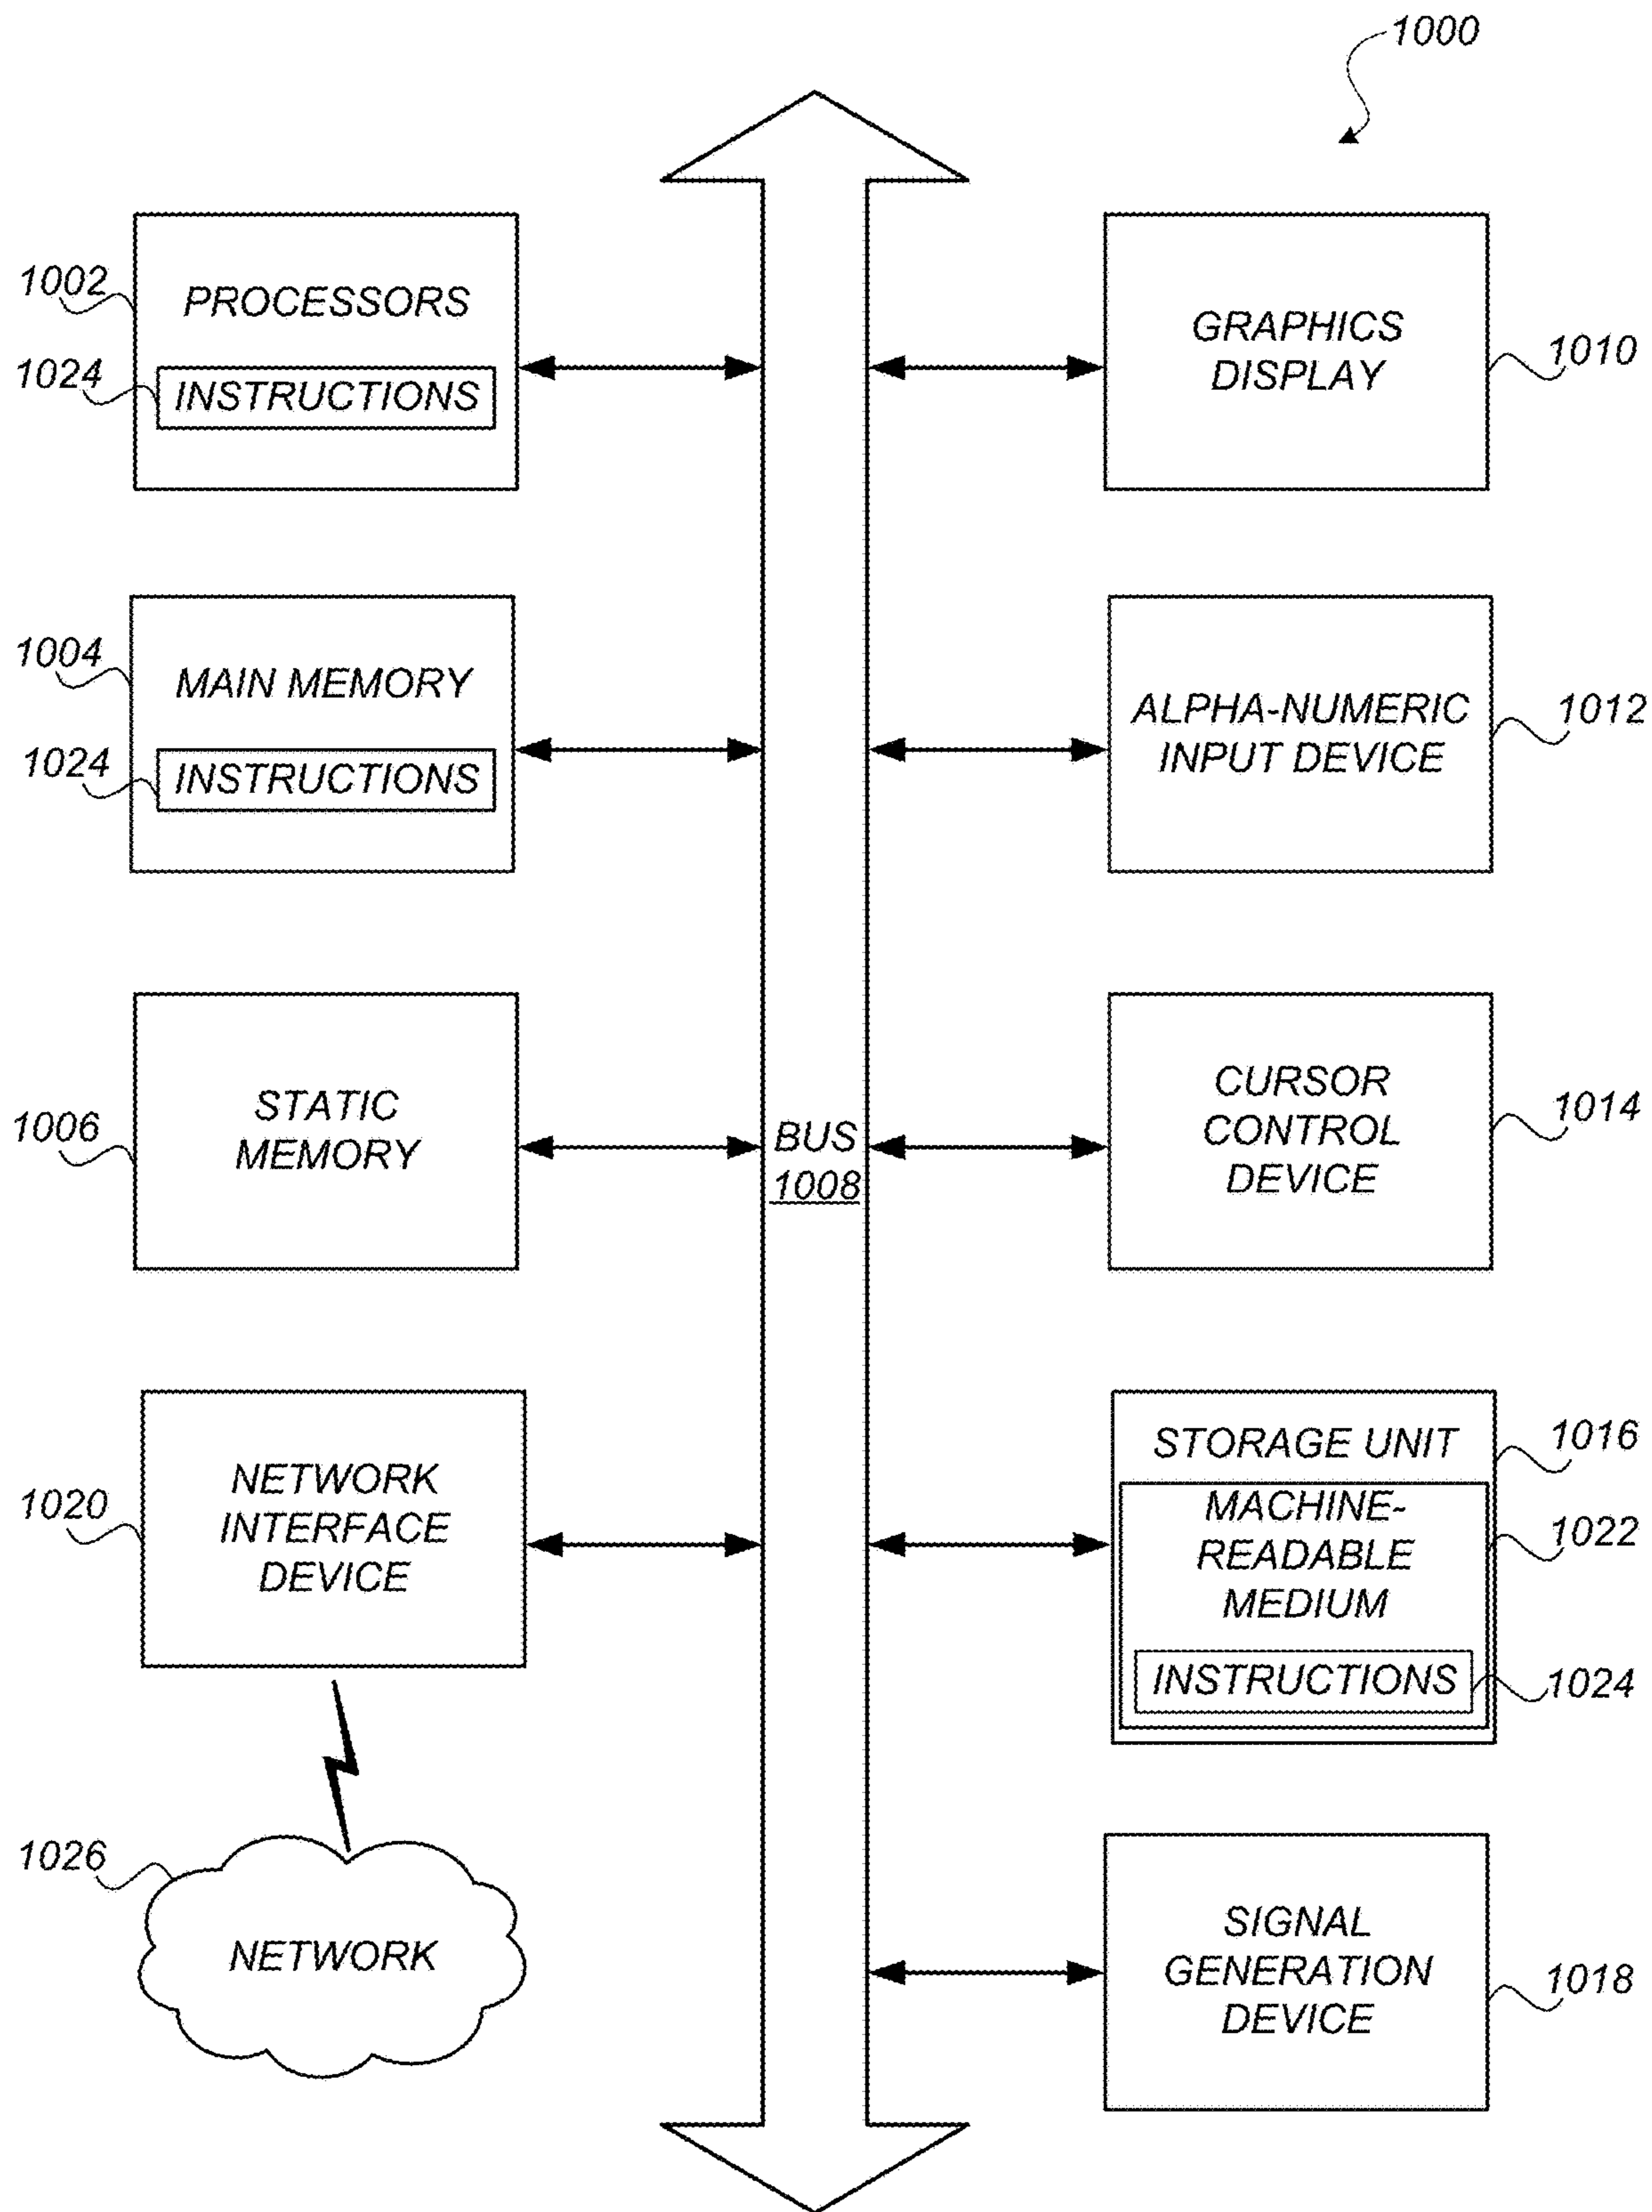 1000
1002
PROCESSORS
1024
INSTRUCTIONS
GRAPHICS
DISPLAY
1010
1004
MAIN MEMORY
1024
INSTRUCTIONS
ALPHA-NUMERIC
INPUT DEVICE
1012
1006
STATIC
MEMORY
BUS
1008
CURSOR
CONTROL
DEVICE
1014
1020
NETWORK
INTERFACE
DEVICE
STORAGE UNIT
1016
MACHINE-
READABLE
MEDIUM
1022
INSTRUCTIONS
1024
1026
NETWORK
SIGNAL
GENERATION
DEVICE
1018